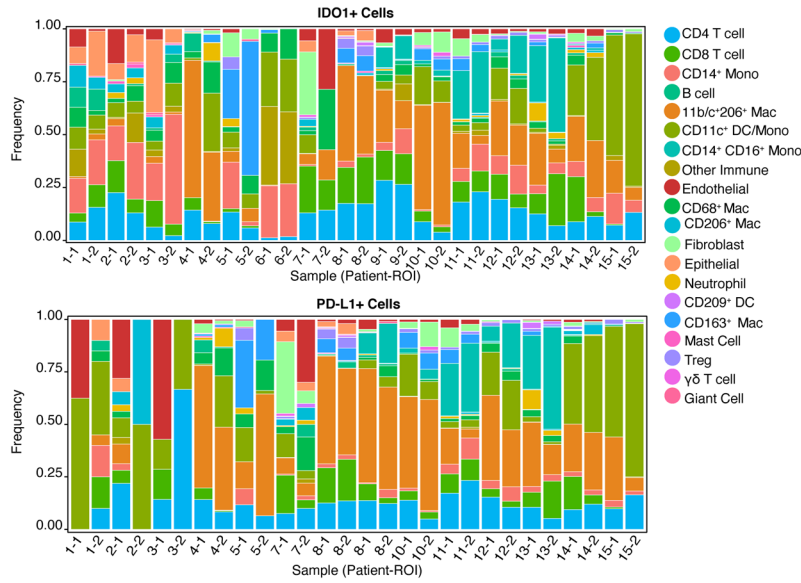 IDO1+ Cells
Frequency
1.00
0.75
0.50
0.25
0.00
1-1 1-2 2-1 2-2 3-1 3-2 4-1 4-2 5-1 5-2 6-1 6-2 7-1 7-2 8-1 8-2 9-1 9-2 10-1 10-2 11-1 11-2 12-1 12-2 13-1 13-2 14-1 14-2 15-1 15-2
Sample (Patient-ROI)
PD-L1+ Cells
Frequency
1.00
0.75
0.50
0.25
0.00
1-1 1-2 2-1 2-2 3-1 3-2 4-1 4-2 5-1 5-2 7-1 7-2 8-1 8-2 8-1 9-2 10-1 10-2 11-1 11-2 12-1 12-2 13-1 13-2 14-1 14-2 15-1 15-2
Sample (Patient-ROI)
CD4 T cell
CD8 T cell
CD14⁺ Mono
B cell
11b/c⁺206⁺ Mac
CD11c⁺ DC/Mono
CD14⁺ CD16⁺ Mono
Other Immune
Endothelial
CD68⁺ Mac
CD206⁺ Mac
Fibroblast
Epithelial
Neutrophil
CD209⁺ DC
CD163⁺ Mac
Mast Cell
Treg
γδ T cell
Giant Cell